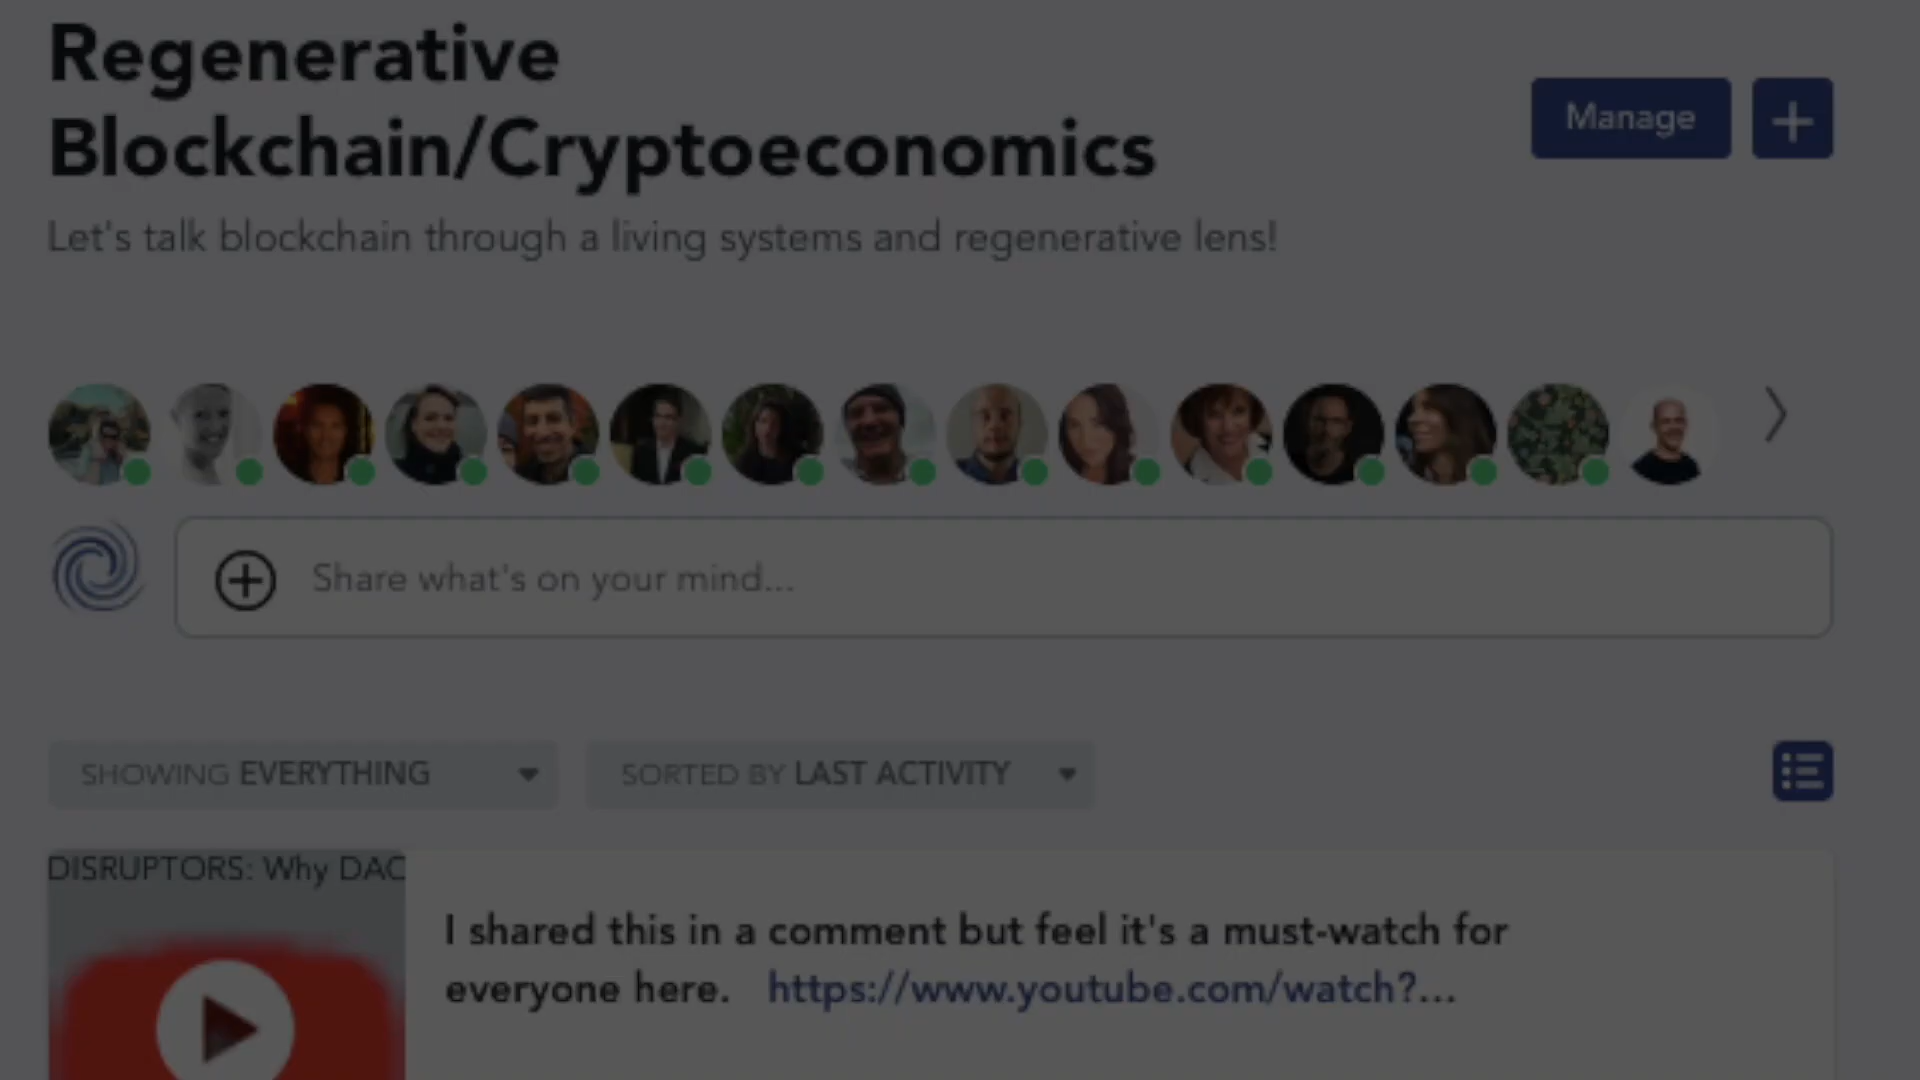 Regenerative
Blockchain/Cryptoeconomics
Manage
Let's talk blockchain through a living systems and regenerative lens!
Share what's on your mind...
SHOWING EVERYTHING
SORTED BY LAST ACTIVITY
DISRUPTORS: Why DAC
I shared this in a comment but feel it's a must-watch for
everyone here. https://www.youtube.com/watch?...